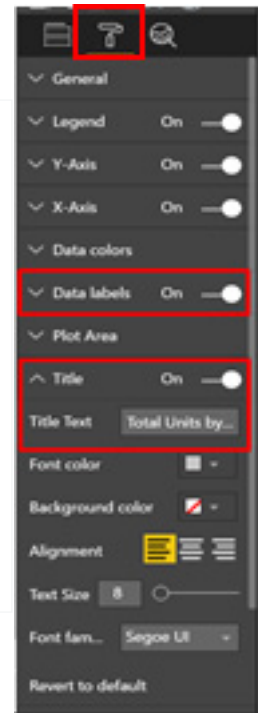 General
Legend On
Y-Axis On
X-Axis On
Data colors
Data labels On
Plot Area
Title On
Title Text Total Units by...
Font color
Background color
Alignment
Text Size 8
Font fam... Segoe UI
Revert to default